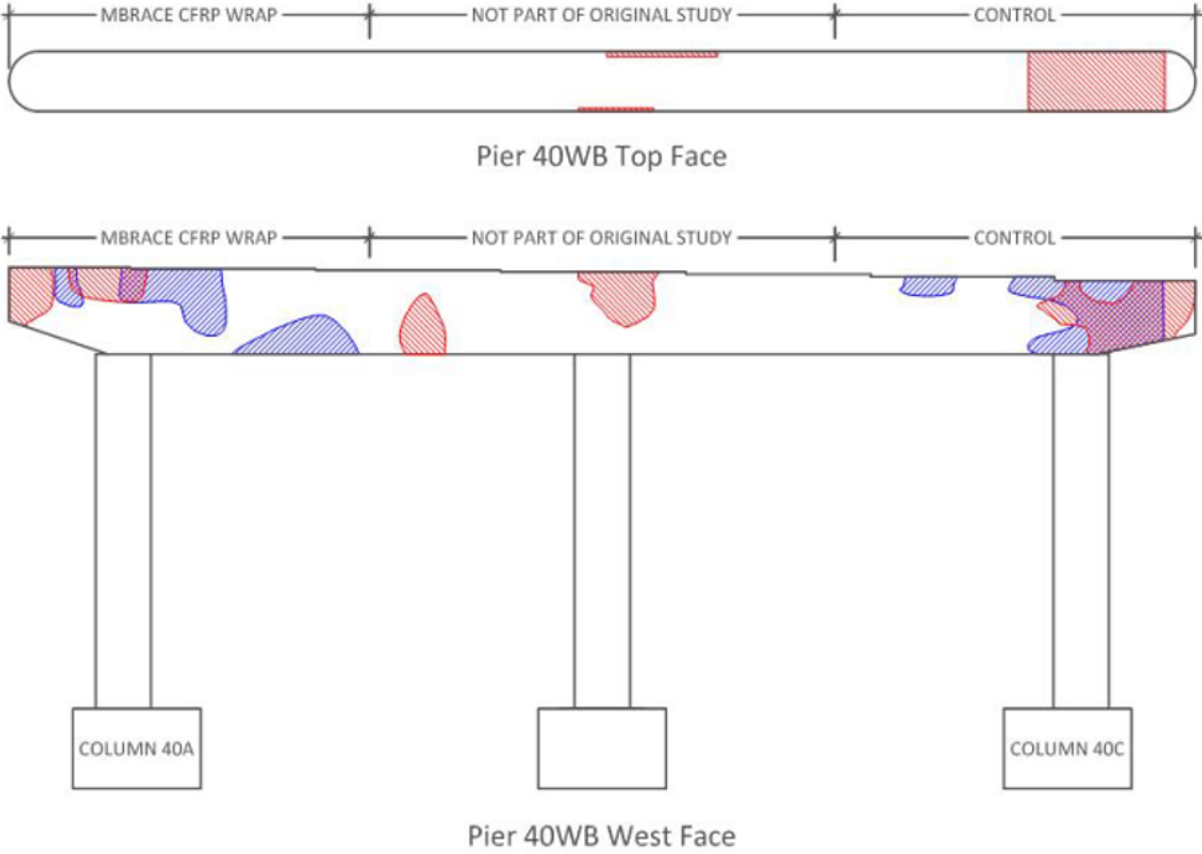 MBRACE CFRP WRAP NOT PART OF ORIGINAL STUDY CONTROL
Pier 40WB Top Face
MBRACE CFRP WRAP NOT PART OF ORIGINAL STUDY CONTROL
COLUMN 40A COLUMN 40C
Pier 40WB West Face